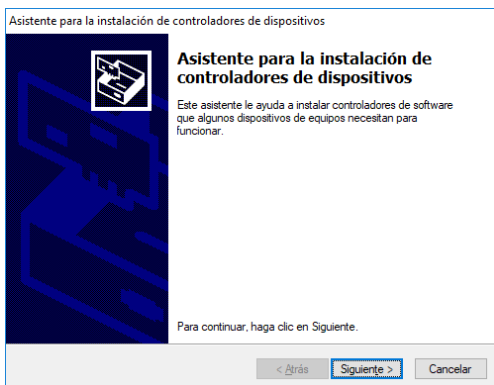 Asistente para la instalación de controladores de dispositivos
Asistente para la instalación de
controladores de dispositivos
Este asistente le ayuda a instalar controladores de software
que algunos dispositivos de equipos necesitan para
funcionar.
Para continuar, haga clic en Siguiente.
< Atrás Siguiente > Cancelar